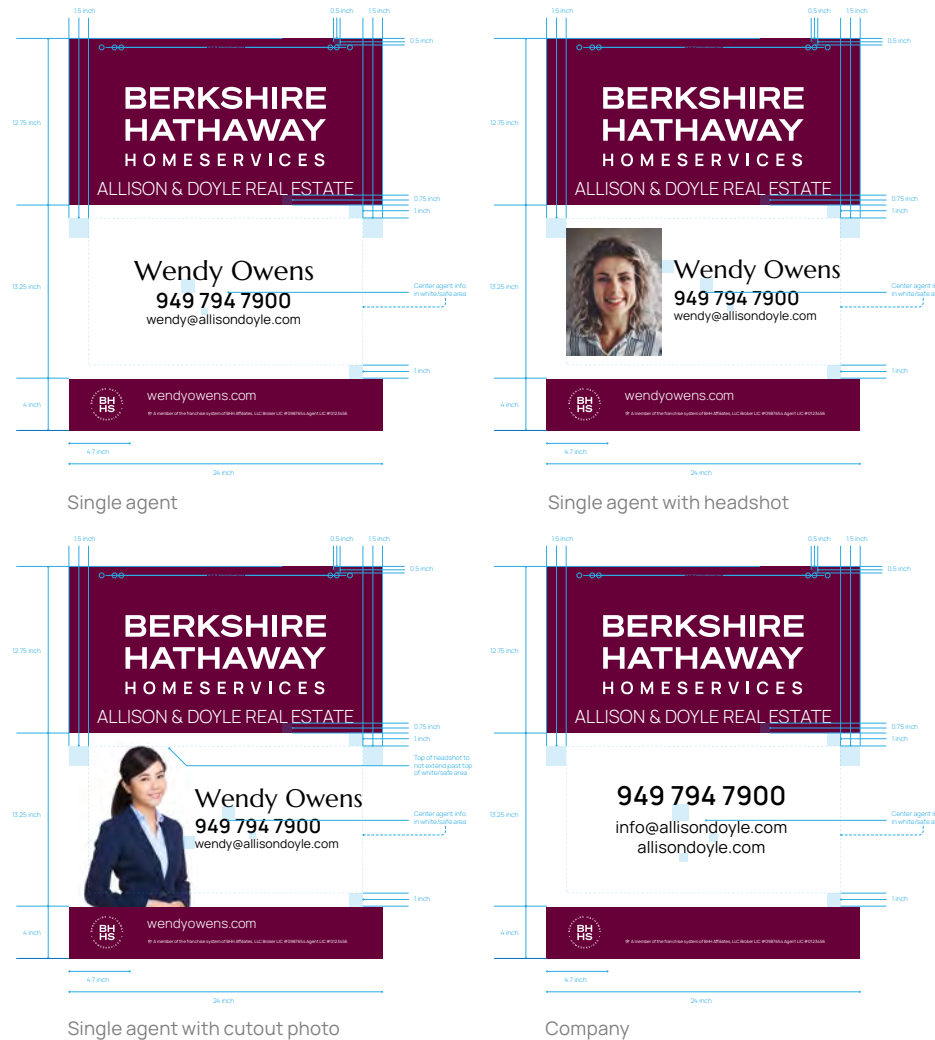 1.5 inch
0.5 inch
1.5 inch
0.5 inch
12.75 inch
BERKSHIRE
HATHAWAY
HOMESERVICES
ALLISON & DOYLE REAL ESTATE
0.75 inch
1 inch
13.25 inch
Wendy Owens
949 794 7900
wendy@allisondoyle.com
Center agent info
in white/safe area
1 inch
4 inch
BH
HS
wendyowens.com
4.7 inch
24 inch
Single agent
1.5 inch
0.5 inch
1.5 inch
0.5 inch
12.75 inch
BERKSHIRE
HATHAWAY
HOMESERVICES
ALLISON & DOYLE REAL ESTATE
0.75 inch
1 inch
13.25 inch
Wendy Owens
949 794 7900
wendy@allisondoyle.com
Center agent
in white/safe
1 inch
4 inch
BH
HS
wendyowens.com
4.7 inch
24 inch
Single agent with headshot
1.5 inch
0.5 inch
1.5 inch
0.5 inch
12.75 inch
BERKSHIRE
HATHAWAY
HOMESERVICES
ALLISON & DOYLE REAL ESTATE
0.75 inch
1 inch
Top of headshot to
not extend past top
of white/safe area
13.25 inch
Wendy Owens
949 794 7900
wendy@allisondoyle.com
Center agent info
in white/safe area
1 inch
4 inch
BH
HS
wendyowens.com
4.7 inch
24 inch
Single agent with cutout photo
1.5 inch
0.5 inch
1.5 inch
0.5 inch
12.75 inch
BERKSHIRE
HATHAWAY
HOMESERVICES
ALLISON & DOYLE REAL ESTATE
0.75 inch
1 inch
13.25 inch
949 794 7900
info@allisondoyle.com
allisondoyle.com
Center agent
in white/safe
1 inch
4 inch
BH
HS
4.7 inch
24 inch
Company